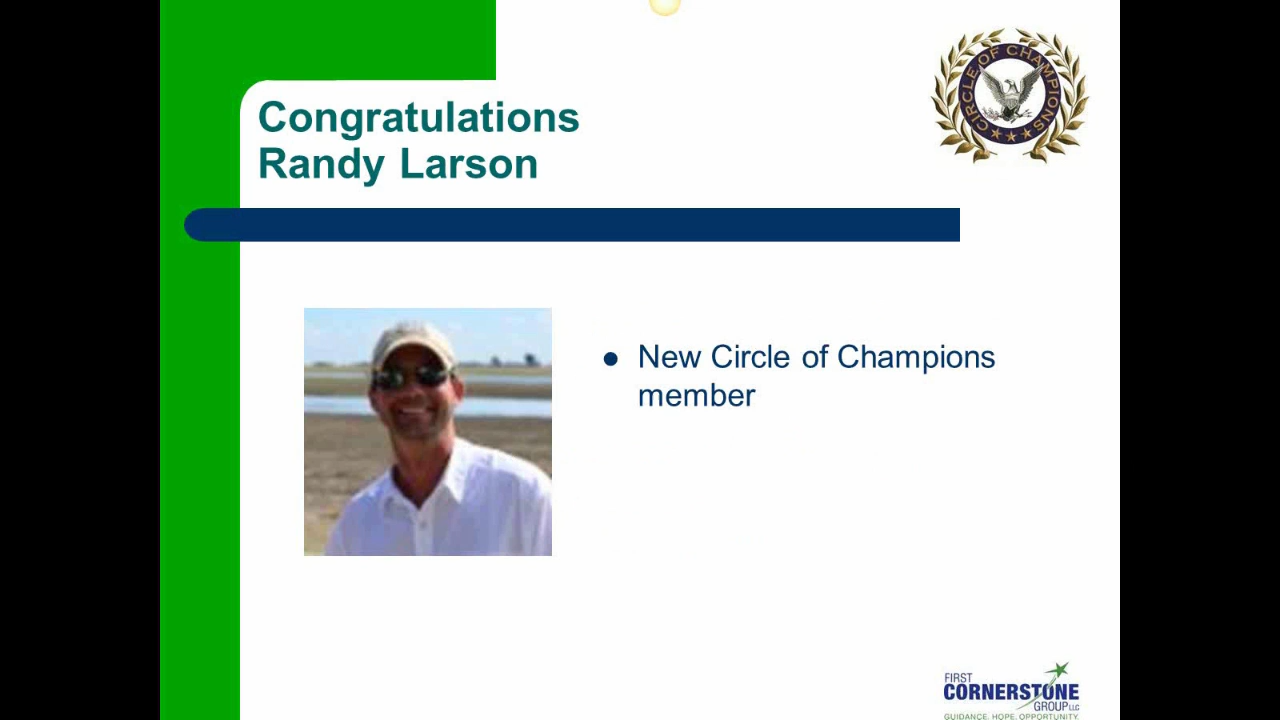 CIRCLE OF CHAMPIONS
Congratulations
Randy Larson
New Circle of Champions
member
FIRST
CORNERSTONE
GROUP LLC
GUIDANCE. HOPE. OPPORTUNITY.